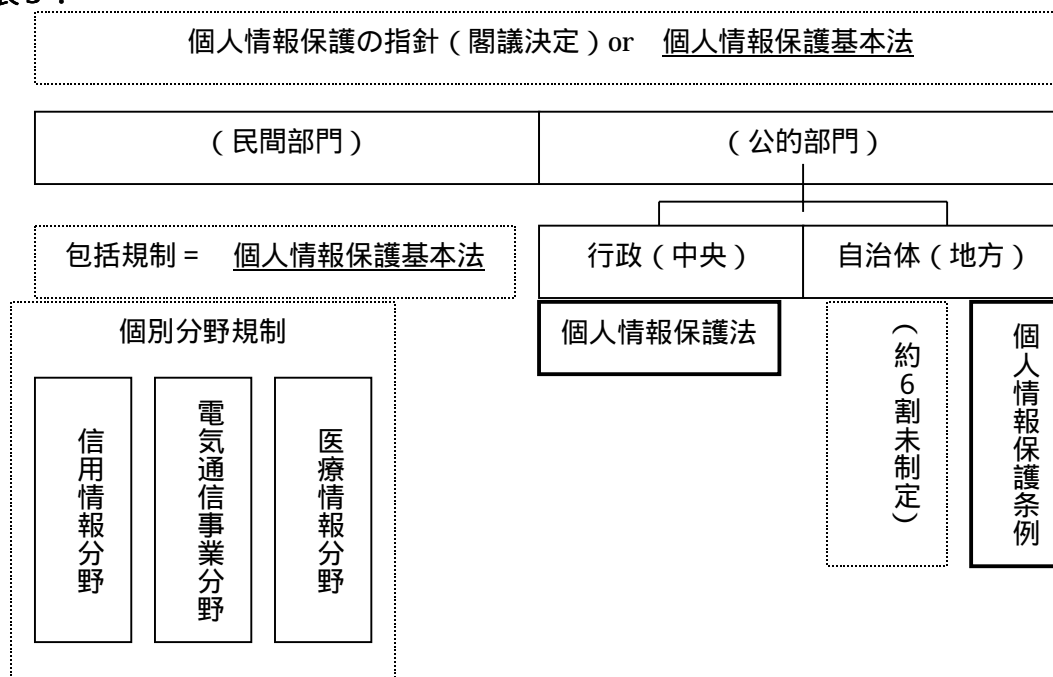 個人情報保護の指針(閣議決定)or 個人情報保護基本法
(民間部門)
(公的部門)
包括規制= 個人情報保護基本法
行政(中央)
自治体(地方)
個別分野規制
信用情報分野
電気通信事業分野
医療情報分野
個人情報保護法
(約6割未制定)
個人情報保護条例